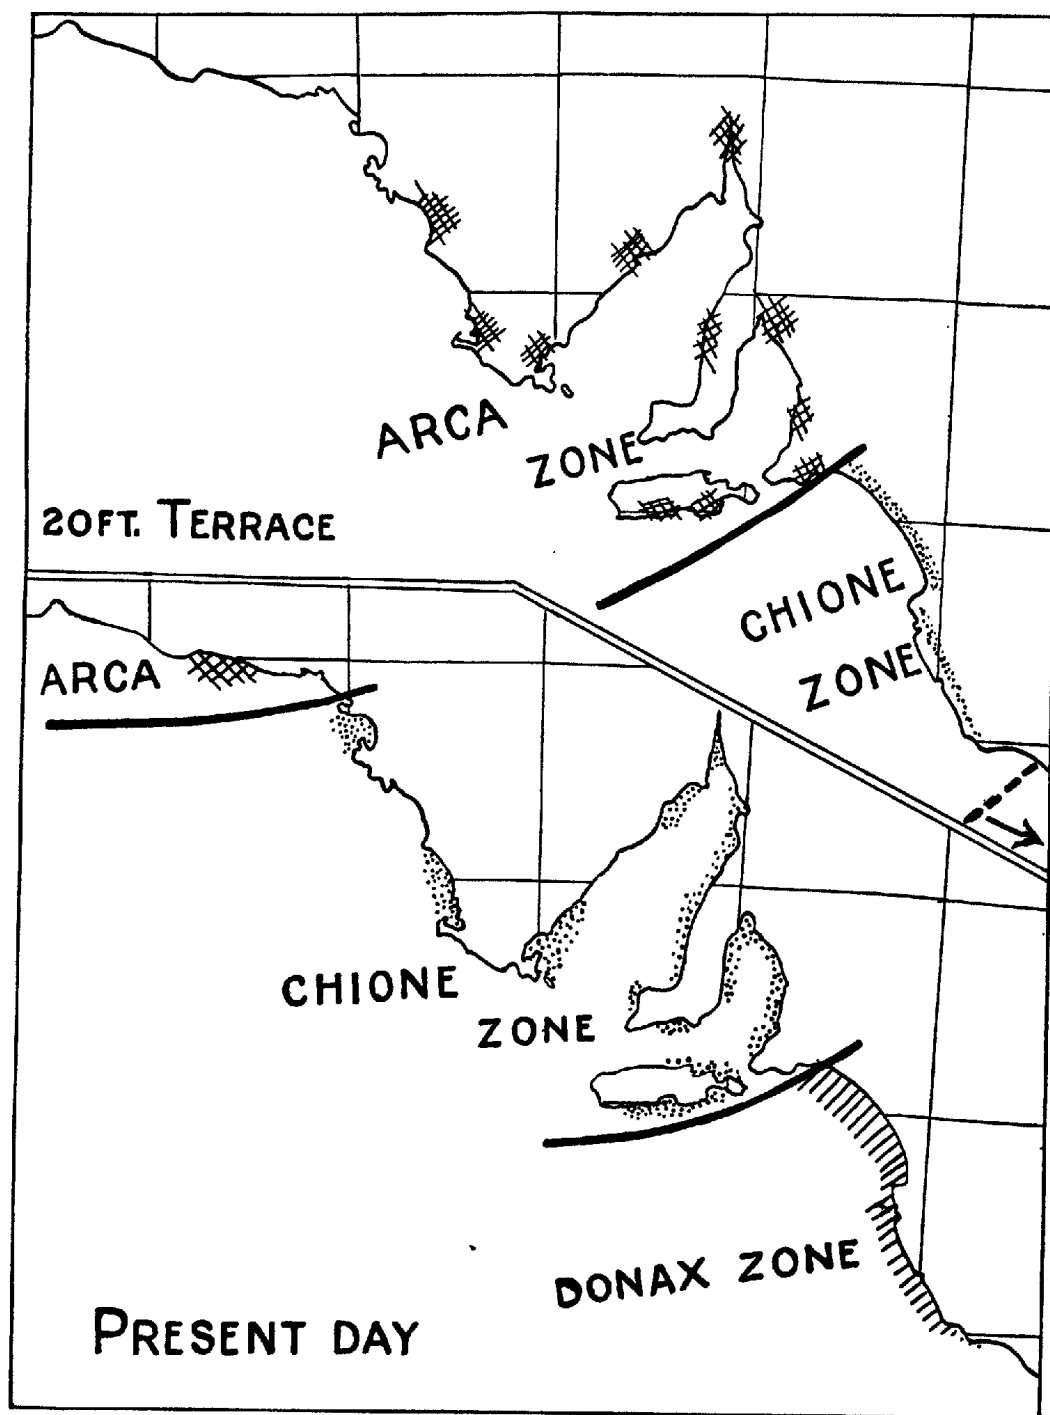 ARCA
ZONE
20FT. TERRACE
CHIONE
ZONE
ARCA
CHIONE
ZONE
DONAX ZONE
PRESENT DAY